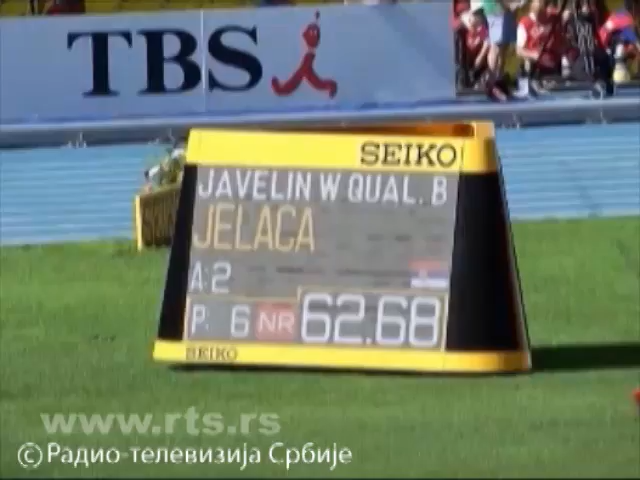 TBS
SEIKO
JAVELIN W QUAL. B
JELACA
A:2
P: 6 NR 62.68
SEIKO
www.rts.rs
©Радио-телевизија Србије